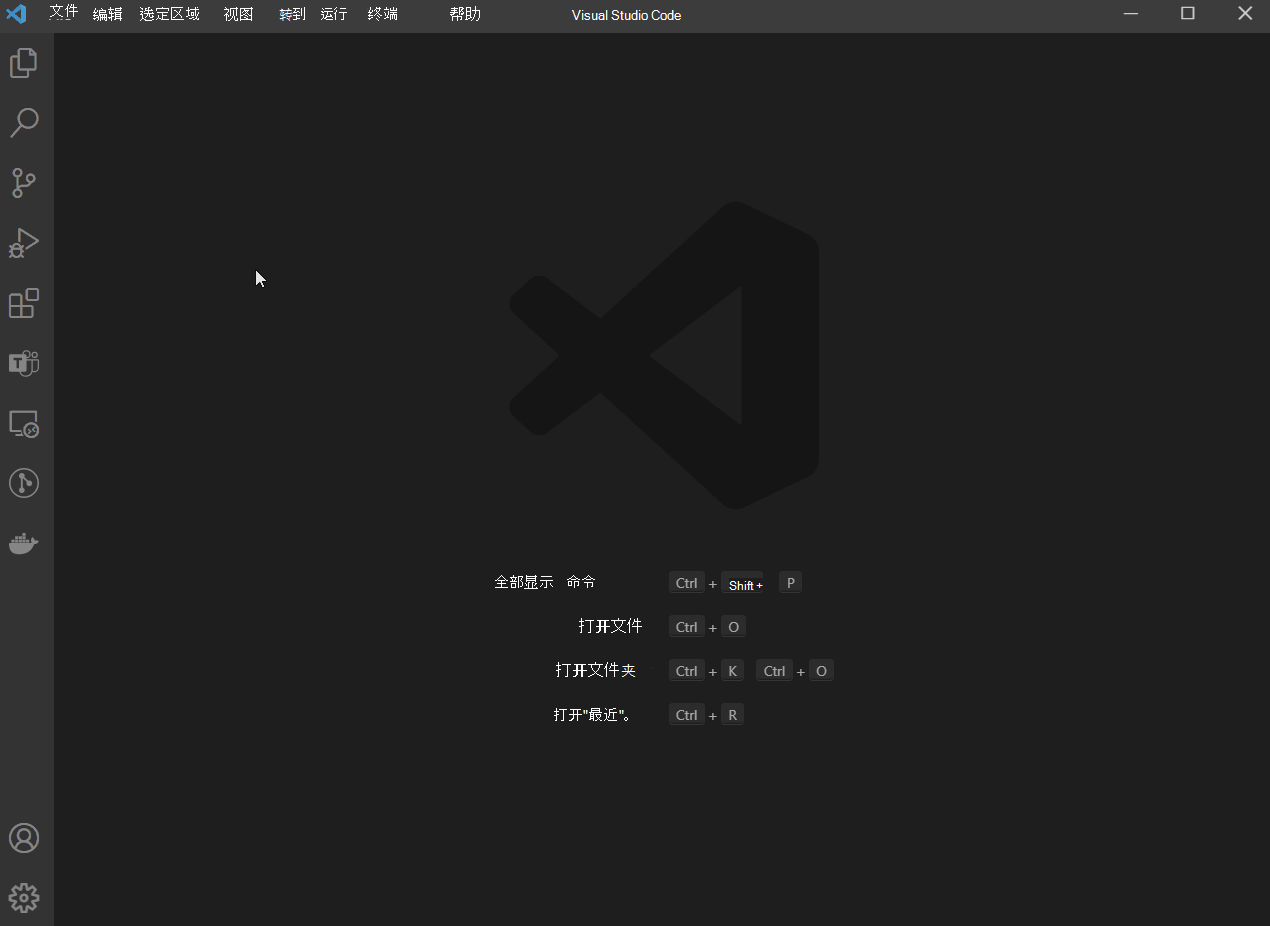 文件 编辑 选定区域 视图 转到 运行 终端 帮助 Visual Studio Code
全部显示 命令 Ctrl + Shift + P
打开文件 Ctrl + O
打开文件夹 Ctrl + K Ctrl + O
打开"最近"。 Ctrl + R